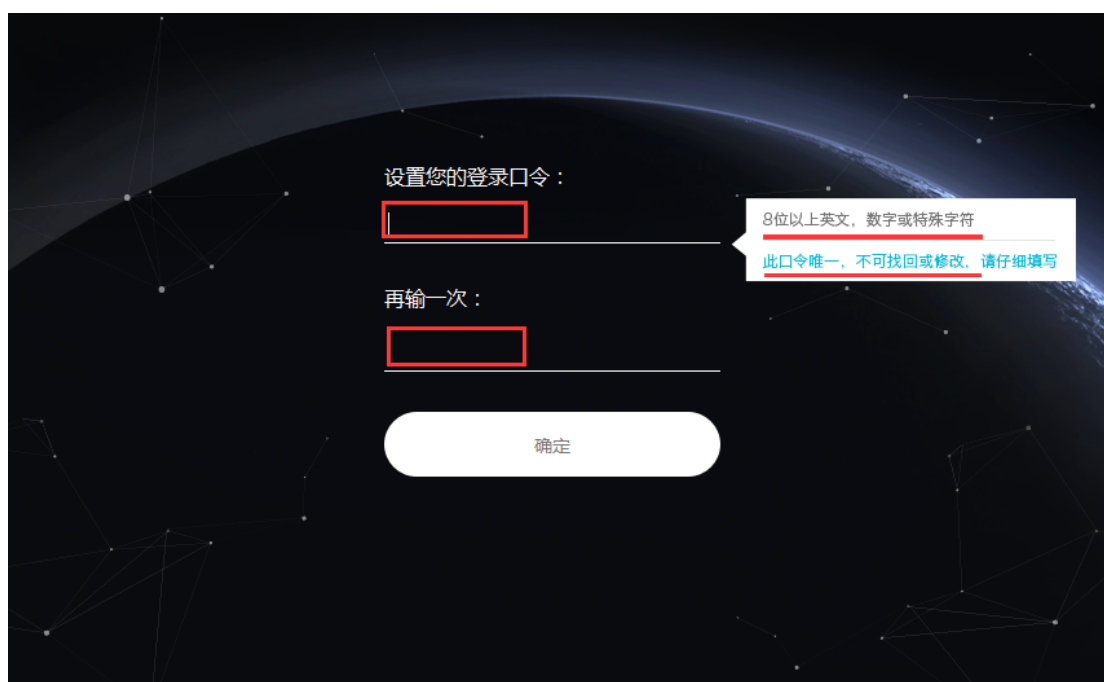 设置您的登录口令：
8位以上英文，数字或特殊字符
此口令唯一，不可找回或修改，请仔细填写
再输一次：
确定